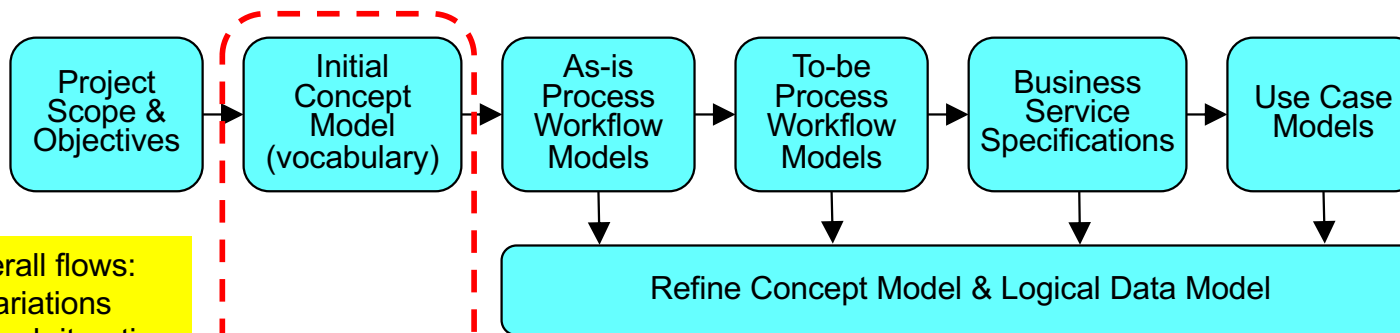 Project
Scope &
Objectives
Initial
Concept
Model
(vocabulary)
As-is
Process
Workflow
Models
To-be
Process
Workflow
Models
Business
Service
Specifications
Use Case
Models
erall flows:
ariations
Refine Concept Model & Logical Data Model